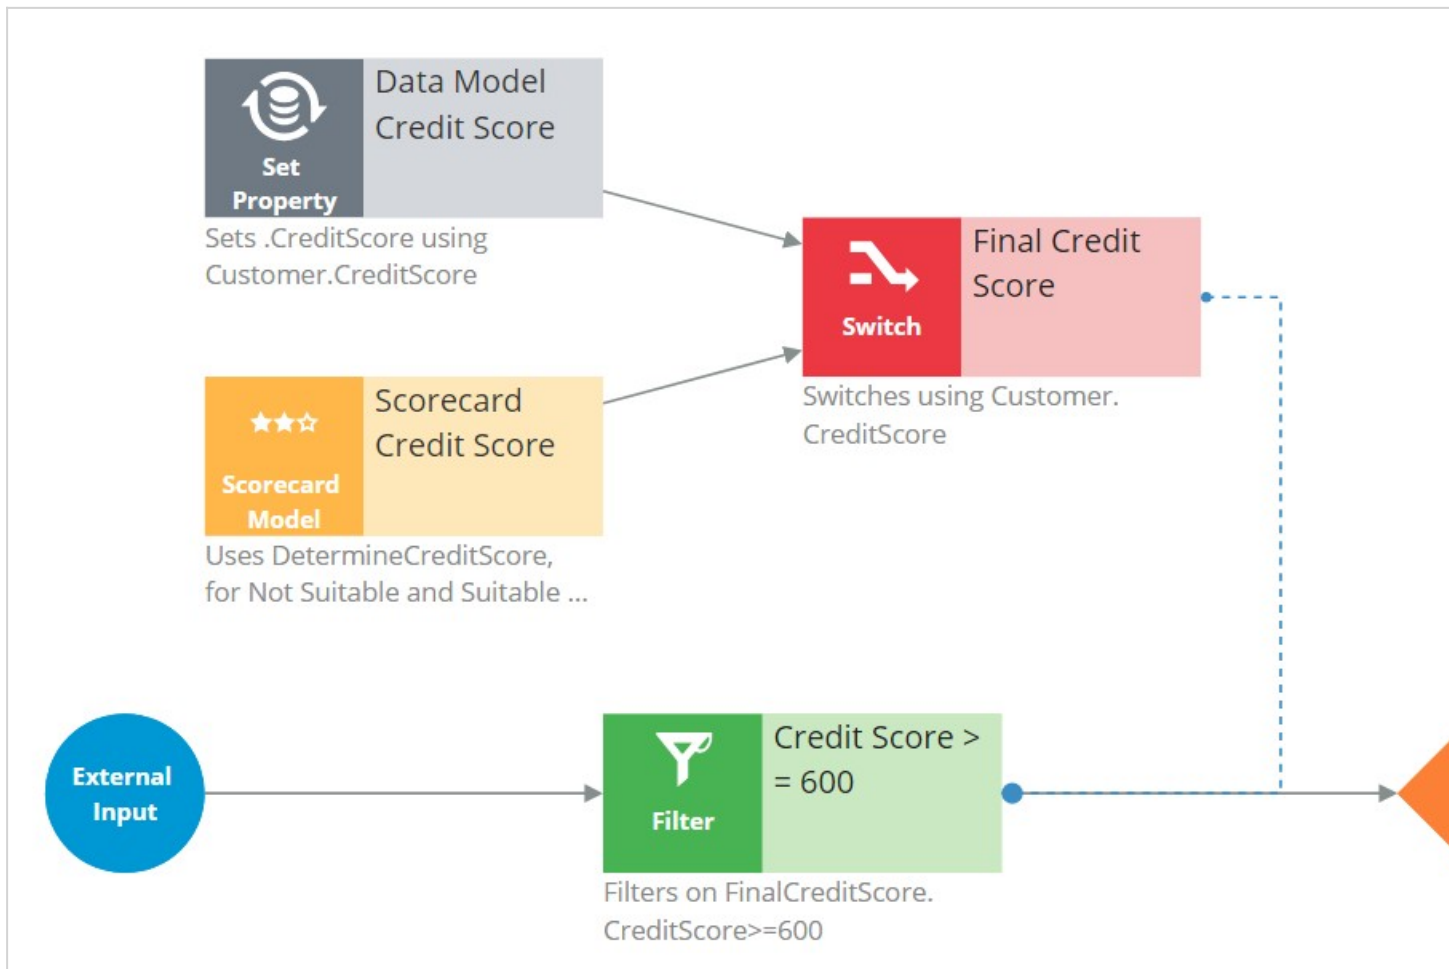 Data Model
Credit Score
Set
Property
Sets .CreditScore using
Customer.CreditScore
Final Credit
Score
Switch
Switches using Customer.
CreditScore
Scorecard
Credit Score
Scorecard
Model
Uses DetermineCreditScore,
for Not Suitable and Suitable ...
External
Input
Credit Score >
= 600
Filter
Filters on FinalCreditScore.
CreditScore>=600